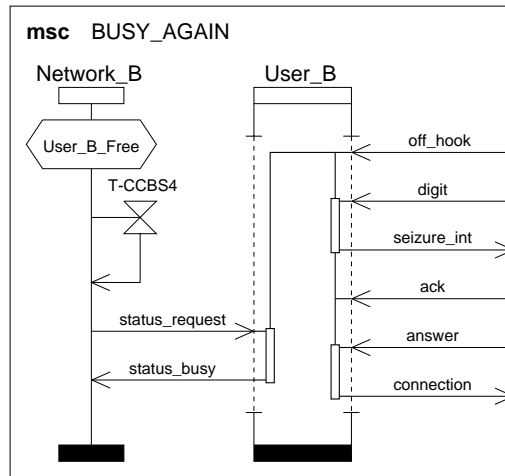 msc BUSY_AGAIN
Network_B User_B
off_hook
User_B_Free
T-CCBS4
digit
seizure_int
ack
status_request
answer
status_busy
connection